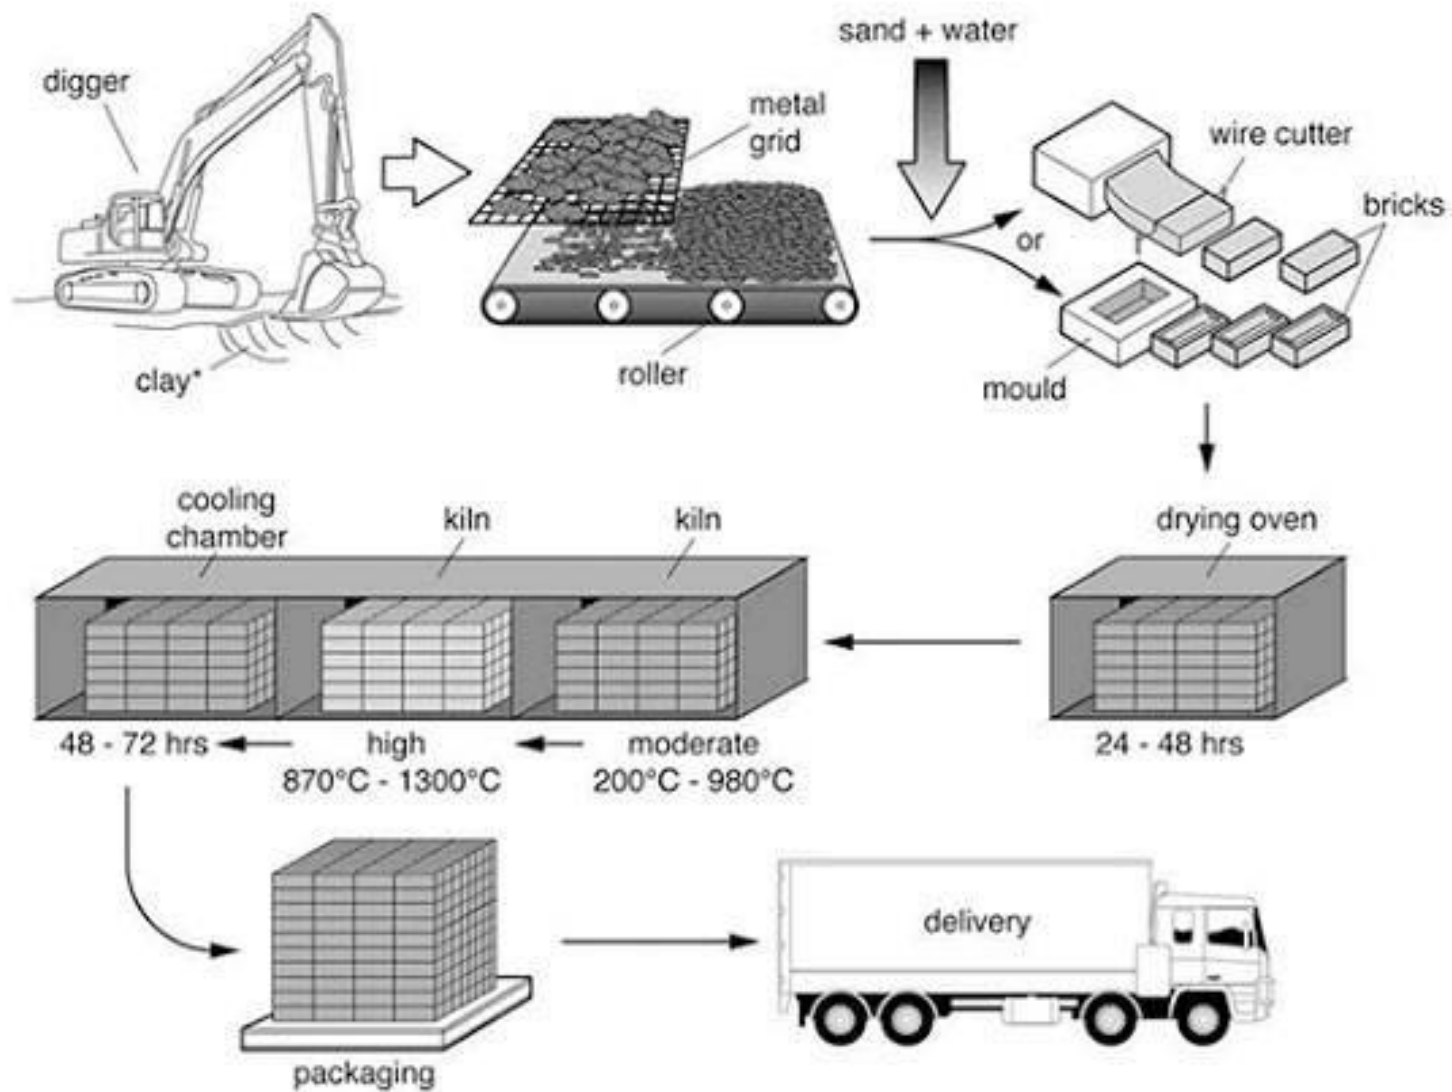 sand + water
digger
metal
grid
wire cutter
bricks
or
roller
mould
clay*
cooling
chamber
kiln
kiln
drying oven
48 - 72 hrs
high
870°C - 1300°C
moderate
200°C - 980°C
24 - 48 hrs
delivery
packaging